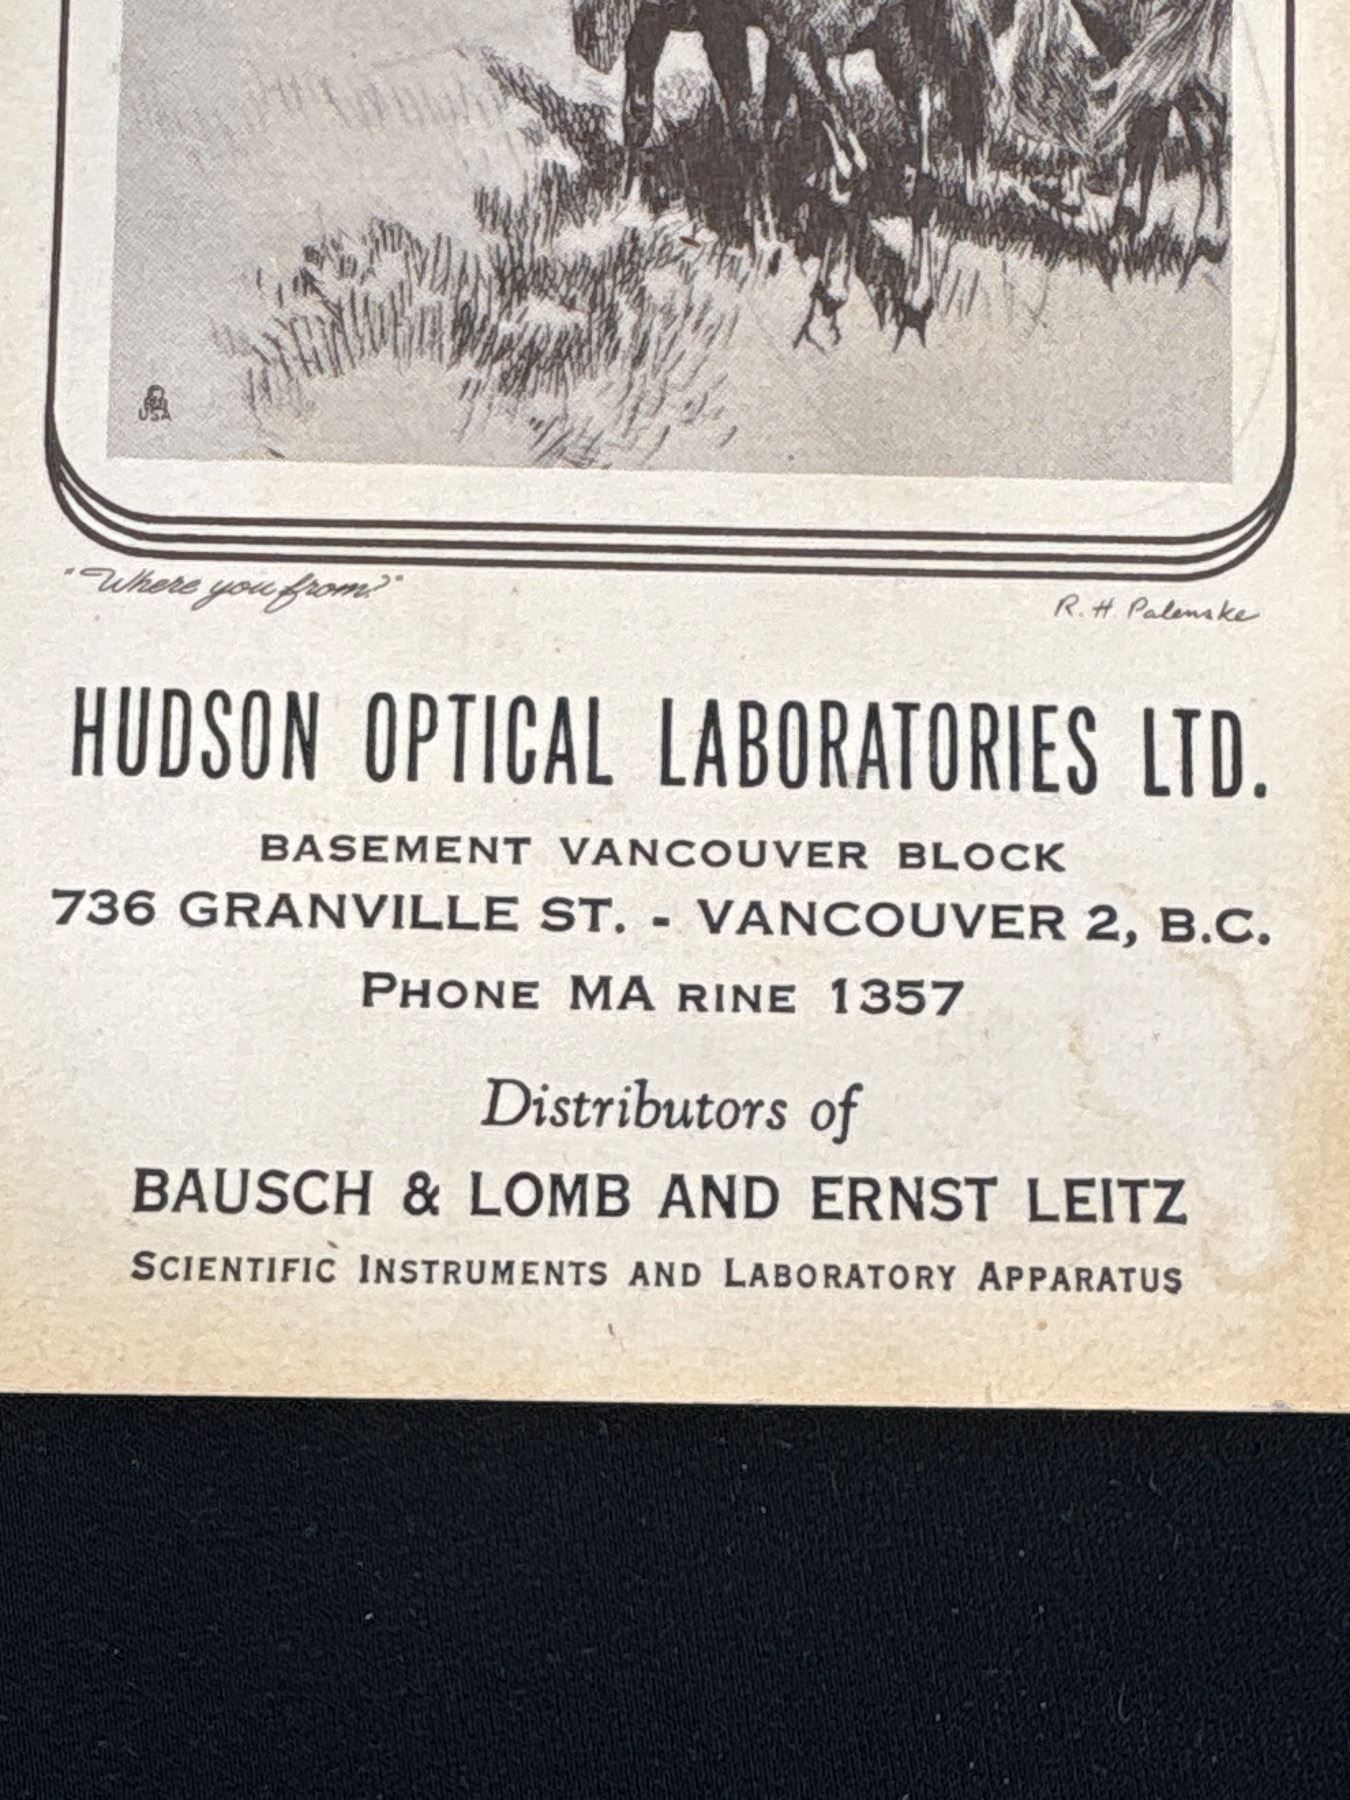 USA
"Where you from?"
R. H. Palenske
HUDSON OPTICAL LABORATORIES LTD.
BASEMENT VANCOUVER BLOCK
736 GRANVILLE ST. - VANCOUVER 2, B.C.
PHONE MA RINE 1357
Distributors of
BAUSCH & LOMB AND ERNST LEITZ
SCIENTIFIC INSTRUMENTS AND LABORATORY APPARATUS